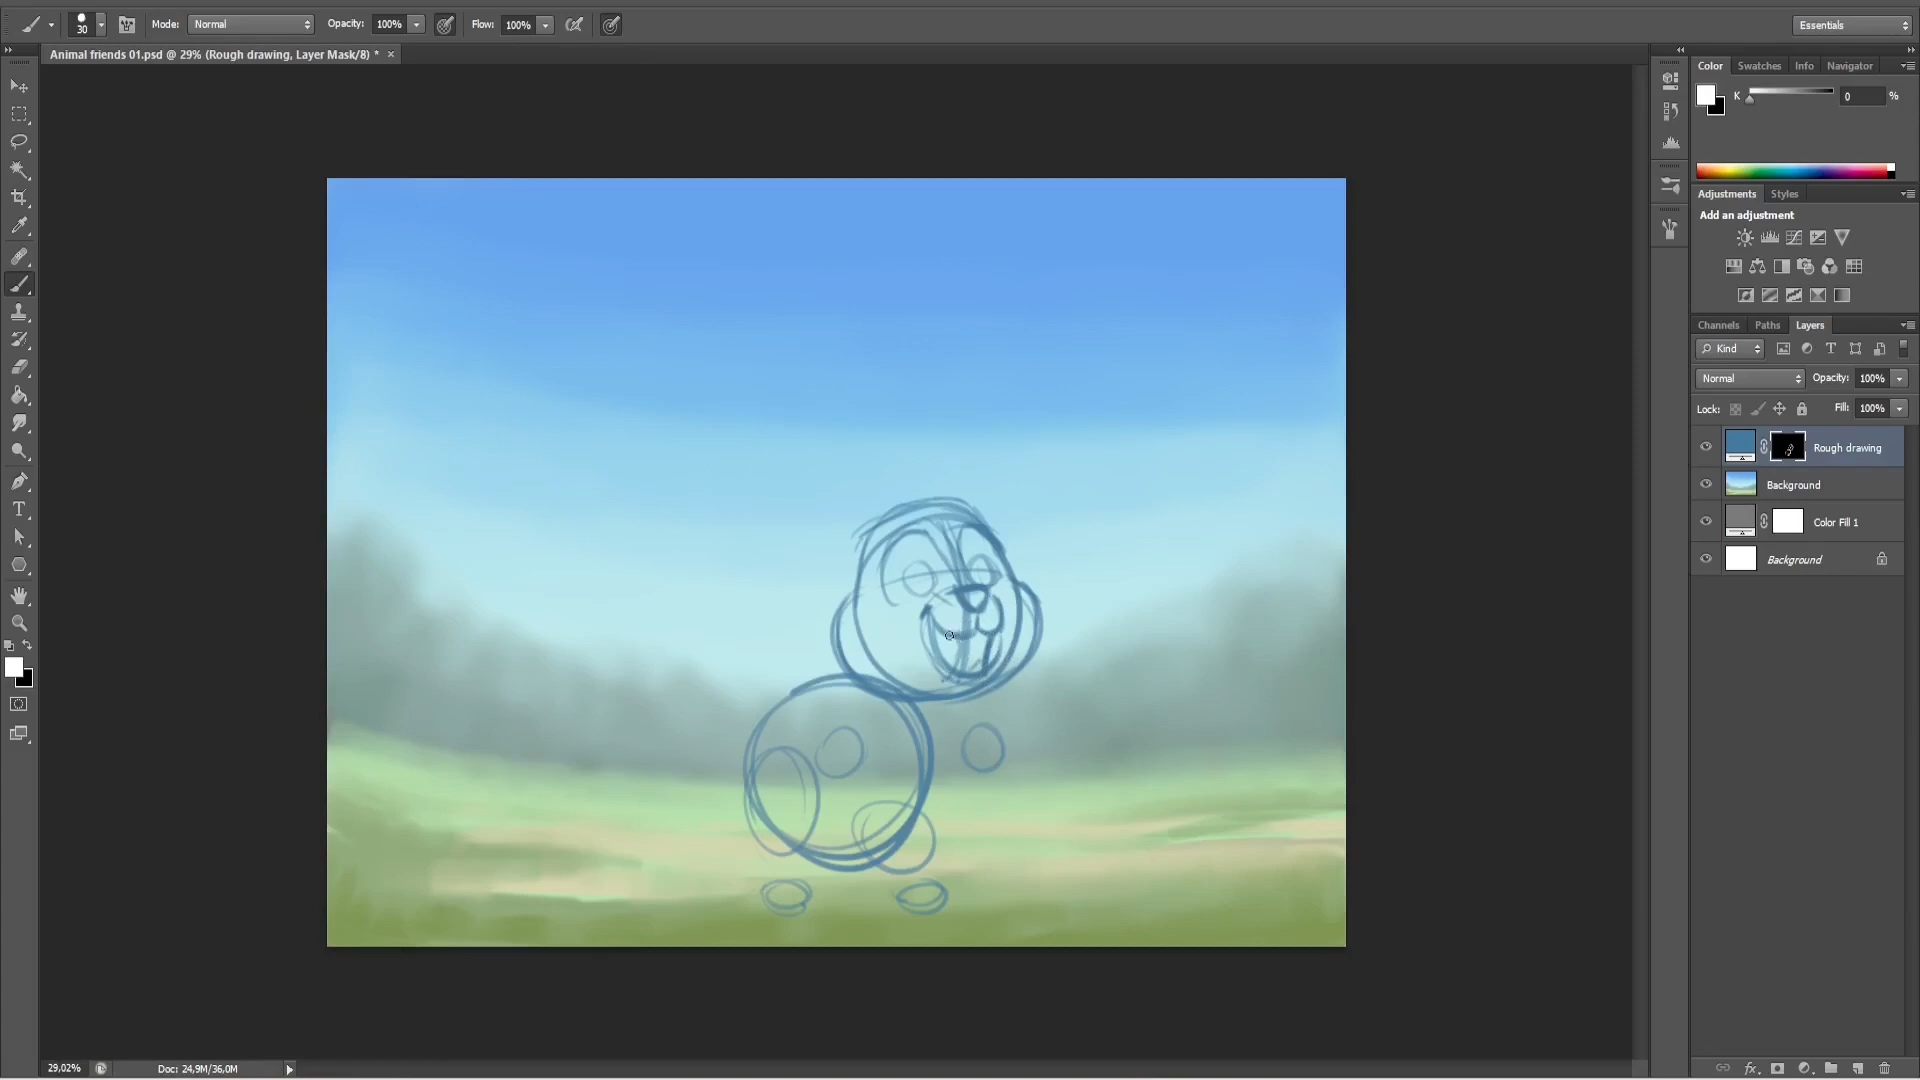 30 Mode: Normal Opacity: 100% Flow: 100% Essentials
Animal friends 01.psd @ 29% (Rough drawing, Layer Mask/8) * ×
Color Swatches Info Navigator
K 0 %
Adjustments Styles
Add an adjustment
Channels Paths Layers
Kind
Normal Opacity: 100%
Lock: Fill: 100%
Rough drawing
Background
Color Fill 1
Background
29,02% Doc: 24,9M/36,0M